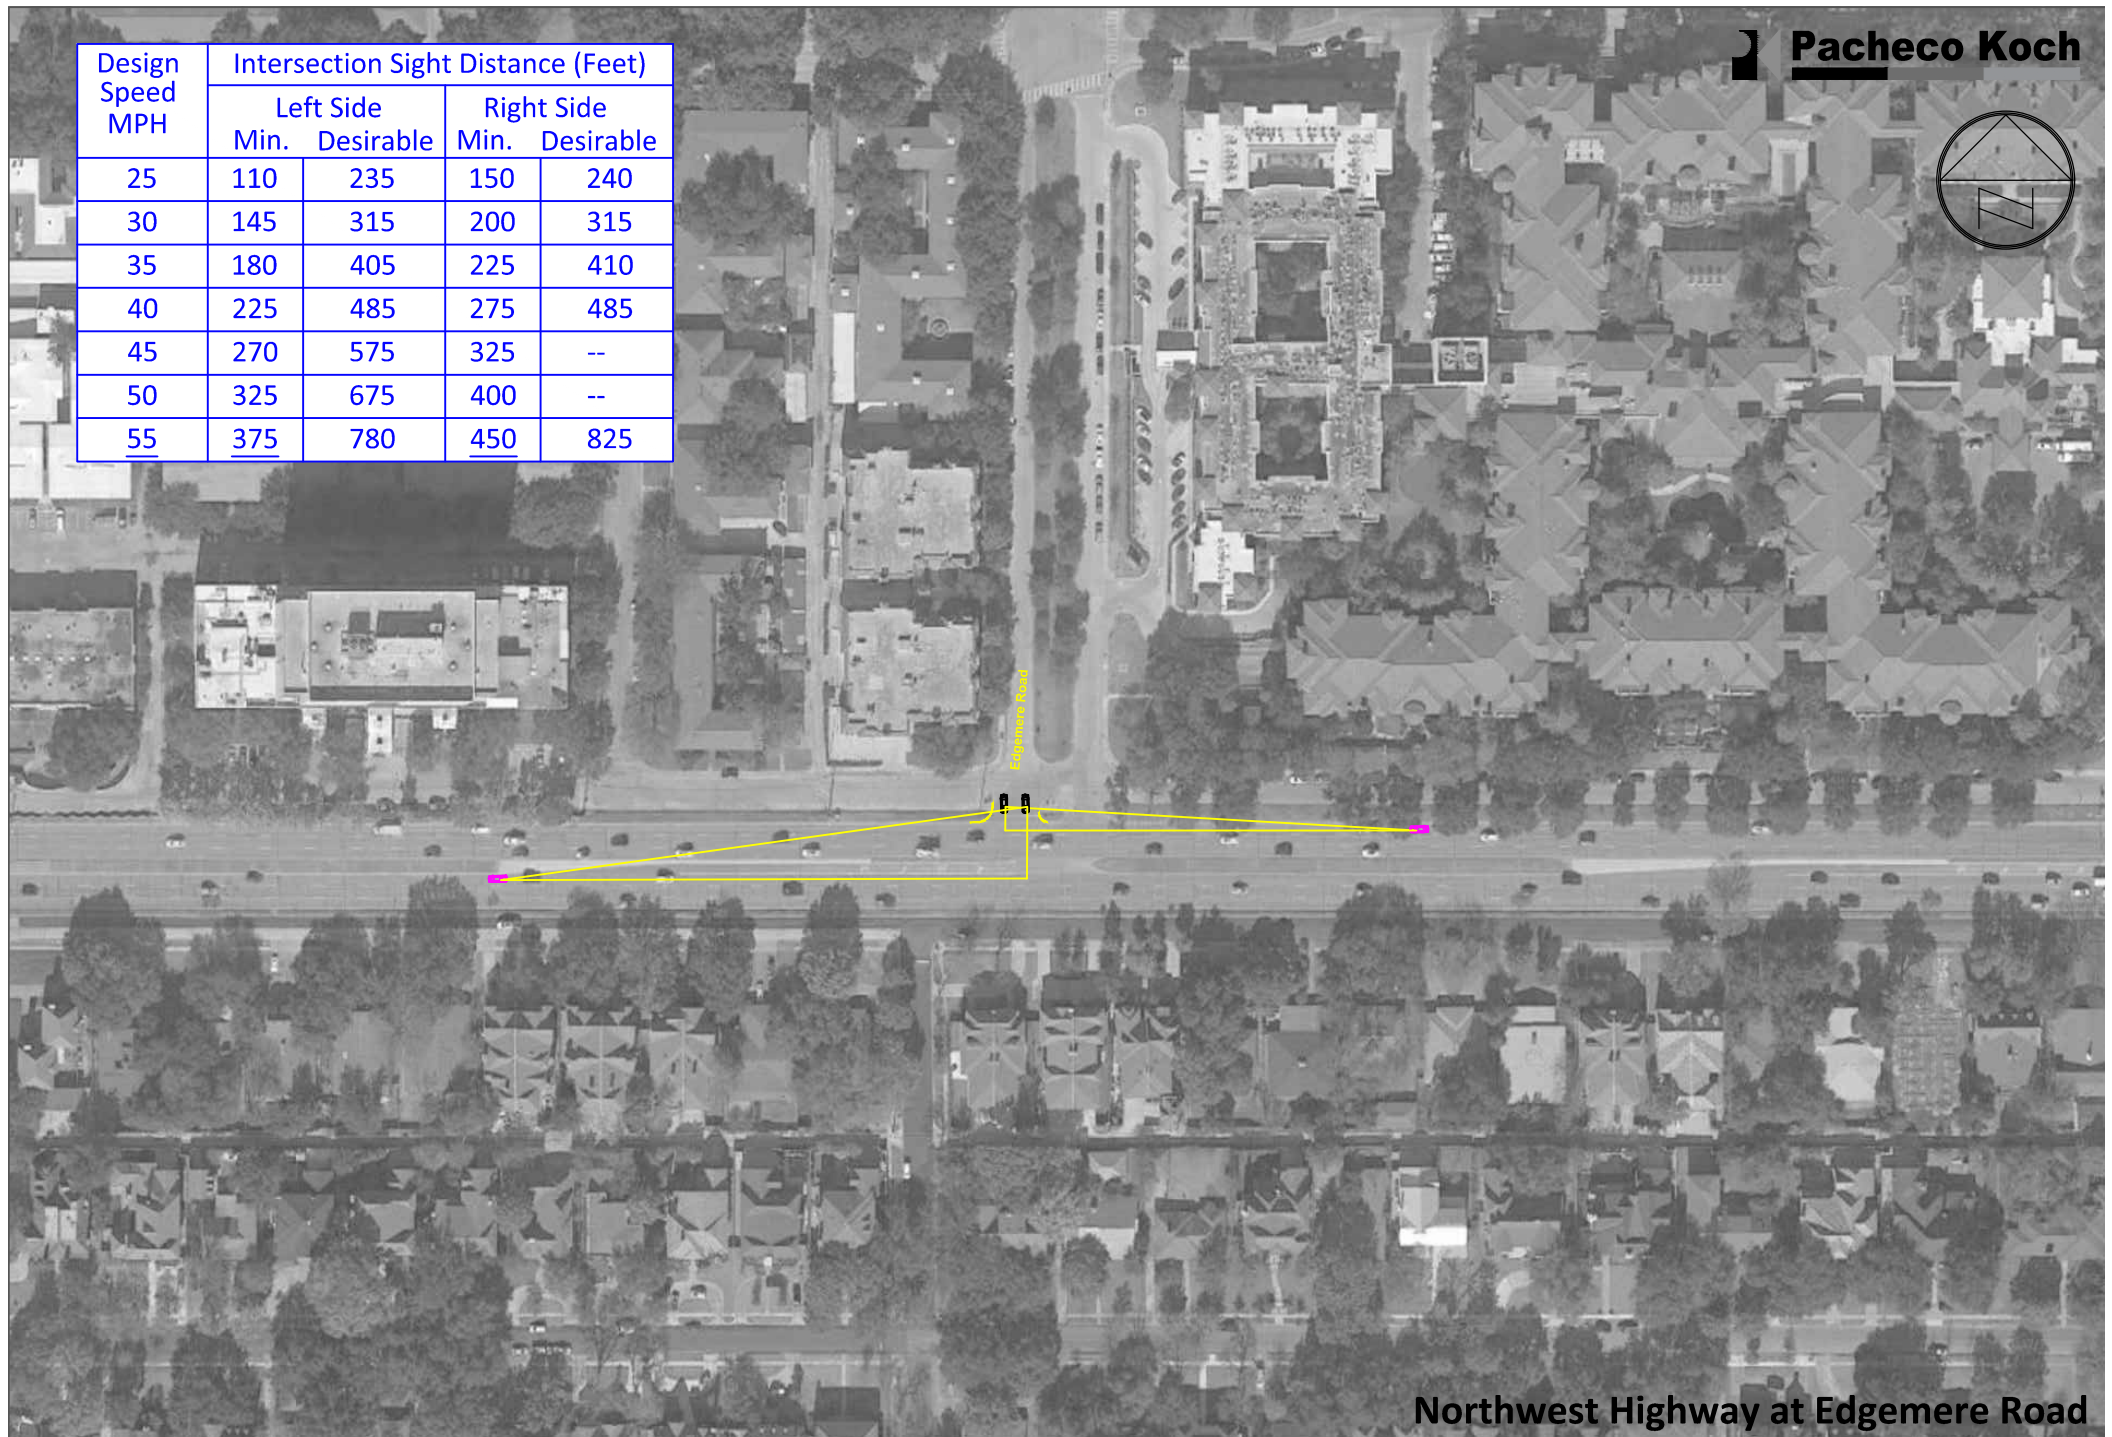 Design Speed MPH
Intersection Sight Distance (Feet)
Left Side Right Side
Min. Desirable Min. Desirable
25 110 235 150 240
30 145 315 200 315
35 180 405 225 410
40 225 485 275 485
45 270 575 325 --
50 325 675 400 --
55 375 780 450 825
Pacheco Koch
N
Edgemere Road
Northwest Highway at Edgemere Road